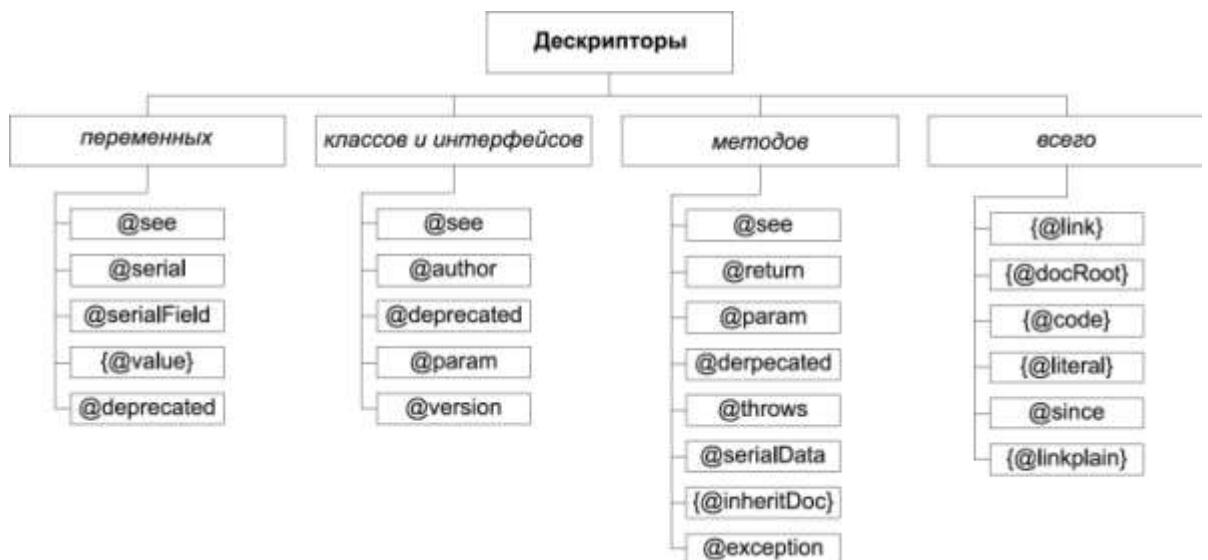 Дескрипторы
переменных
@see
@serial
@serialField
{@value}
@deprecated
классов и интерфейсов
@see
@author
@deprecated
@param
@version
методов
@see
@return
@param
@derpecated
@throws
@serialData
{@inheritDoc}
@exception
всего
{@link}
{@docRoot}
{@code}
{@literal}
@since
{@linkplain}